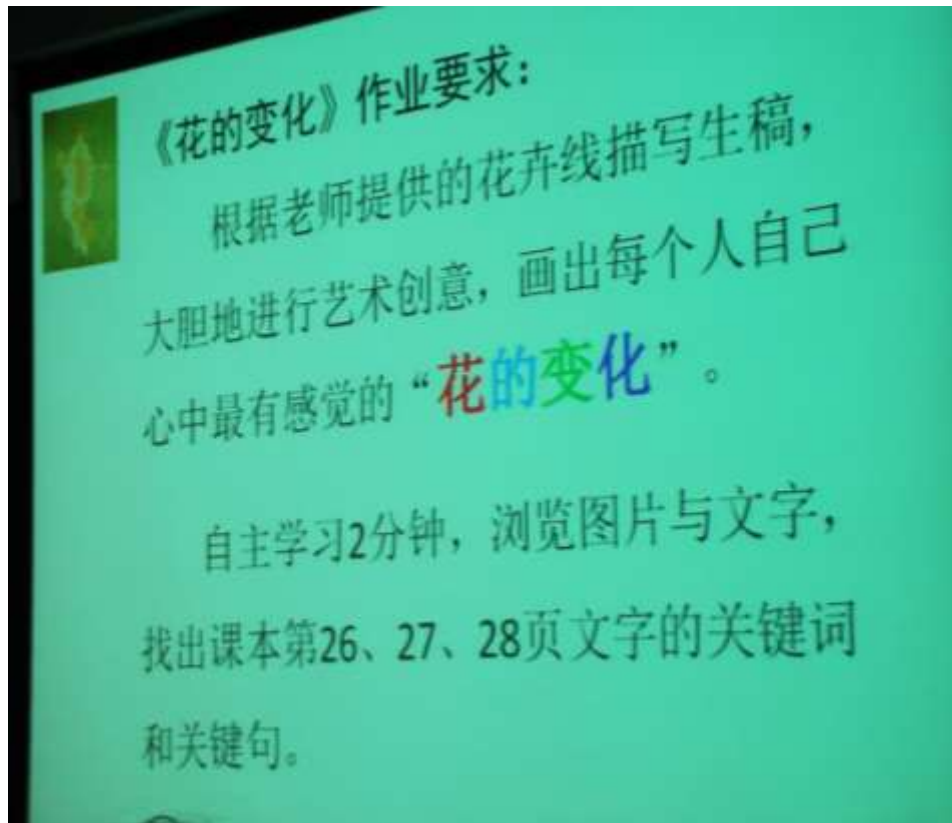 《花的变化》作业要求：
根据老师提供的花卉线描写生稿，
大胆地进行艺术创意，画出每个人自己
心中最有感觉的“花的变化”。
自主学习2分钟，浏览图片与文字，
找出课本第26、27、28页文字的关键词
和关键句。